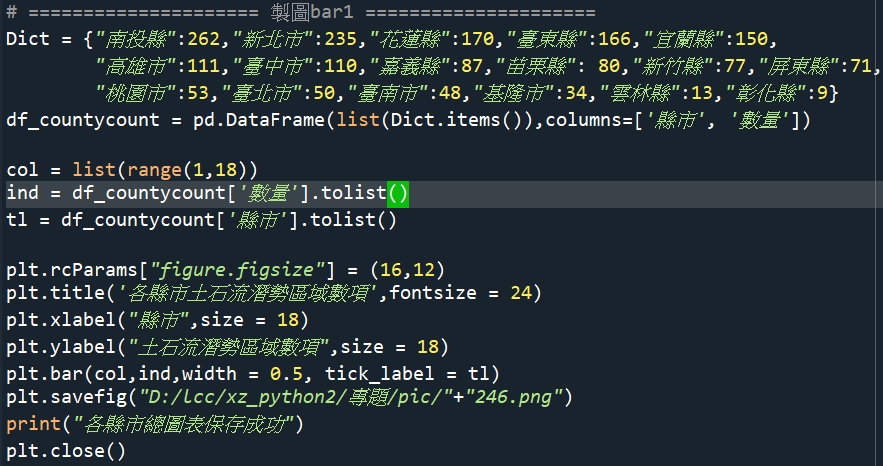 # ===================== 製圖bar1 =====================
Dict = {"南投縣":262,"新北市":235,"花蓮縣":170,"臺東縣":166,"宜蘭縣":150,
"高雄市":111,"臺中市":110,"嘉義縣":87,"苗栗縣": 80,"新竹縣":77,"屏東縣":71,
"桃園市":53,"臺北市":50,"臺南市":48,"基隆市":34,"雲林縣":13,"彰化縣":9}
df_countycount = pd.DataFrame(list(Dict.items()),columns=['縣市', '數量'])
col = list(range(1,18))
ind = df_countycount['數量'].tolist()
tl = df_countycount['縣市'].tolist()
plt.rcParams["figure.figsize"] = (16,12)
plt.title('各縣市土石流潛勢區域數項',fontsize = 24)
plt.xlabel("縣市",size = 18)
plt.ylabel("土石流潛勢區域數項",size = 18)
plt.bar(col,ind,width = 0.5, tick_label = tl)
plt.savefig("D:/lcc/xz_python2/專題/pic/"+"246.png")
print("各縣市總圖表保存成功")
plt.close()